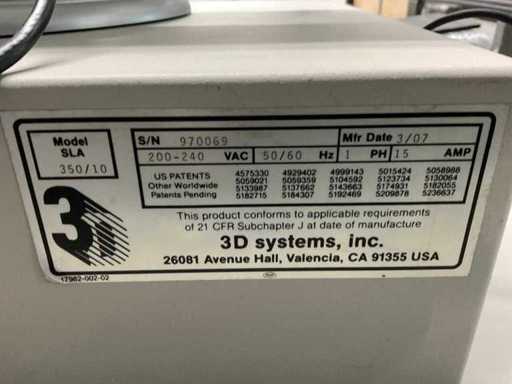 Model
SLA
350/10
S/N 970069 Mfr Date 3/07
200-240 VAC 50/60 Hz 1 PH 15 AMP
US PATENTS
Other Worldwide
Patents Pending
4575330 4929402 4999143 5015424 5058988
5059021 5059359 5104592 5123734 5130064
5133987 5137662 5143663 5174931 5182055
5182715 5184307 5192469 5209878 5236637
3
This product conforms to applicable requirements
of 21 CFR Subchapter J at date of manufacture
3D systems, inc.
26081 Avenue Hall, Valencia, CA 91355 USA
17982-002-02